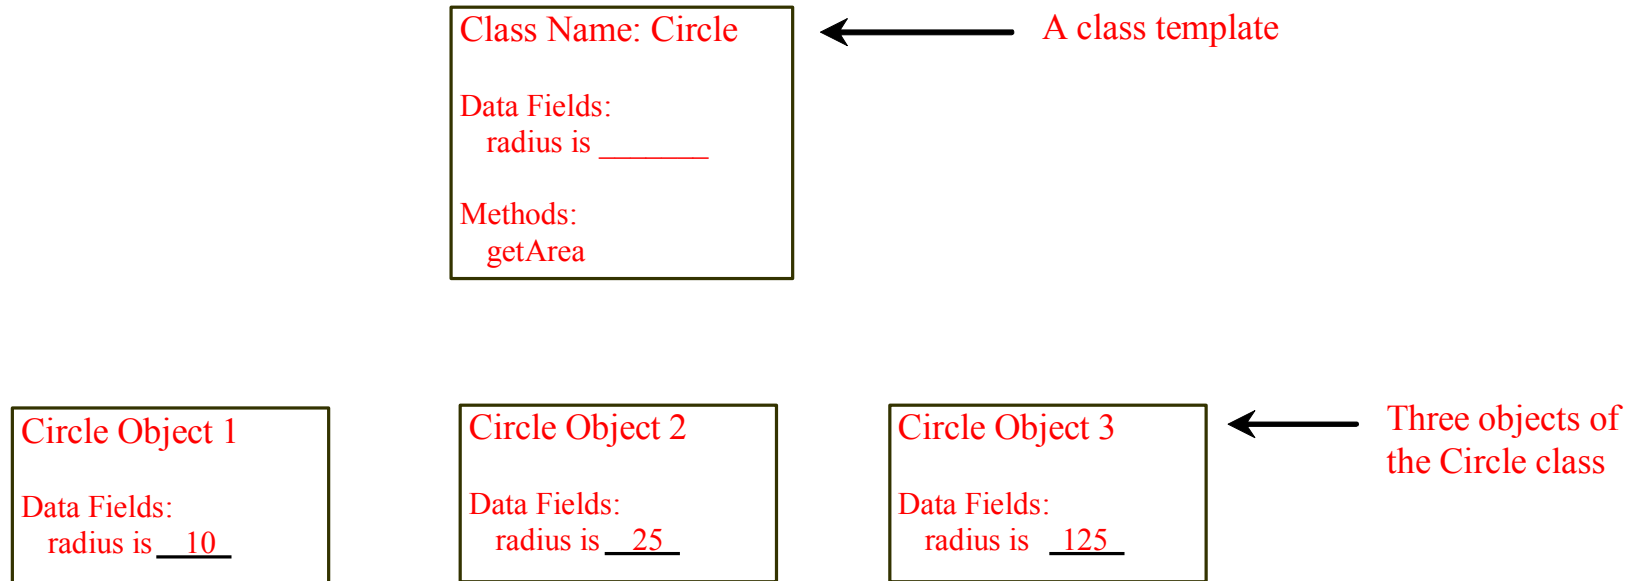 Class Name: Circle
A class template
Data Fields:
radius is _______
Methods:
getArea
Circle Object 1
Data Fields:
radius is 10
Circle Object 2
Data Fields:
radius is 25
Circle Object 3
Data Fields:
radius is 125
Three objects of
the Circle class